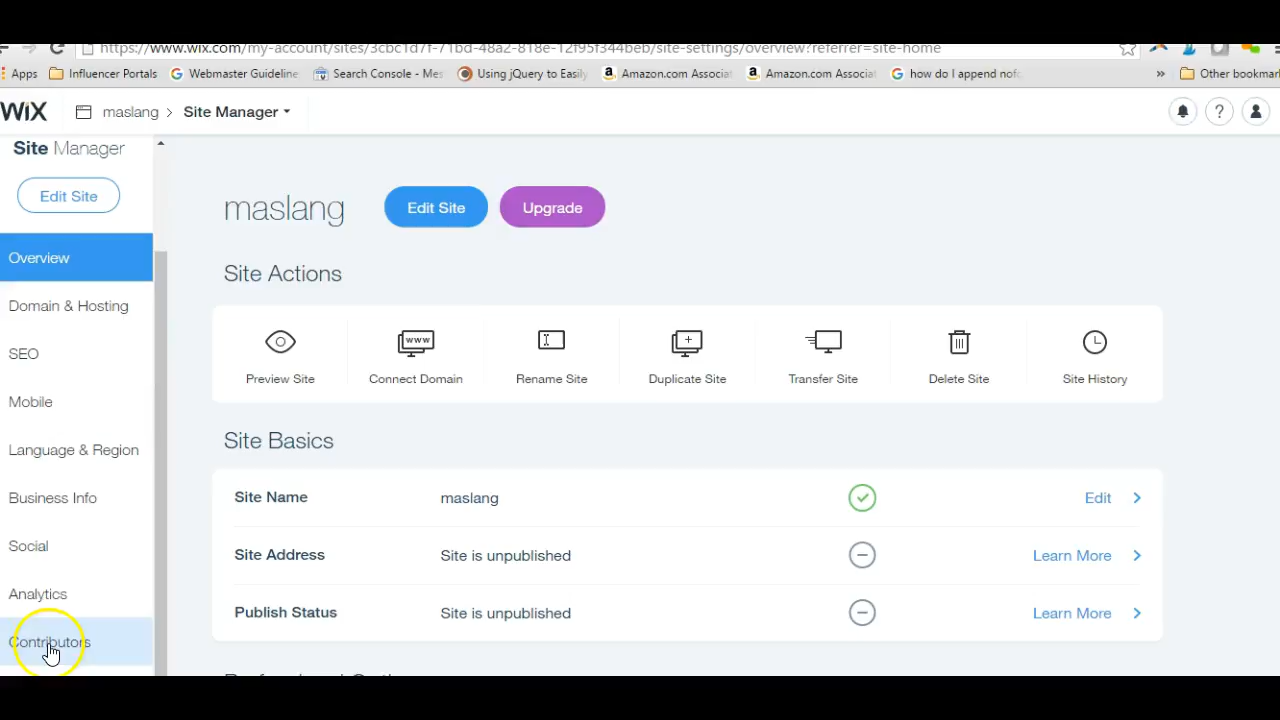 https://www.wix.com/my-account/sites/3cbc1d7f-71bd-48a2-818e-12f95f344beb/site-settings/overview?referrer=site-home
Apps Influencer Portals Webmaster Guideline Search Console - Mes Using jQuery to Easily Amazon.com Associat Amazon.com Associat how do I append nofo » Other bookmark
WiX maslang > Site Manager
Site Manager
Edit Site
Overview
Domain & Hosting
SEO
Mobile
Language & Region
Business Info
Social
Analytics
Contributors
maslang Edit Site Upgrade
Site Actions
www
Preview Site Connect Domain Rename Site Duplicate Site Transfer Site Delete Site Site History
Site Basics
Site Name maslang Edit
Site Address Site is unpublished Learn More
Publish Status Site is unpublished Learn More